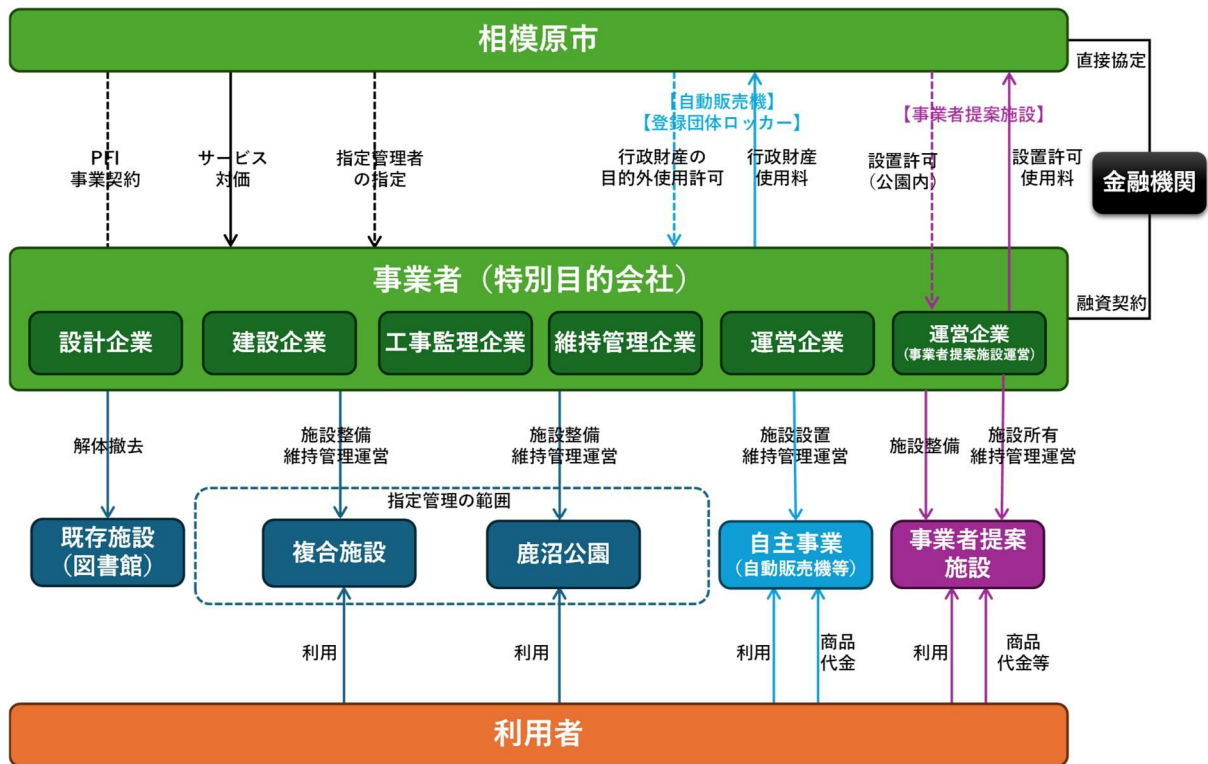 相模原市
直接協定
【自動販売機】
【登録団体ロッカー】
【事業者提案施設】
PFI
事業契約
サービス
対価
指定管理者
の指定
行政財産の
目的外使用許可
行政財産
使用料
設置許可
(公園内)
設置許可
使用料
金融機関
事業者（特別目的会社）
融資契約
設計企業
建設企業
工事監理企業
維持管理企業
運営企業
運営企業
(事業者提案施設運営)
解体撤去
施設整備
維持管理運営
施設整備
維持管理運営
施設設置
維持管理運営
施設整備
施設所有
維持管理運営
指定管理の範囲
既存施設
(図書館)
複合施設
鹿沼公園
自主事業
(自動販売機等)
事業者提案
施設
利用
利用
利用
商品
代金
利用
商品
代金等
利用者